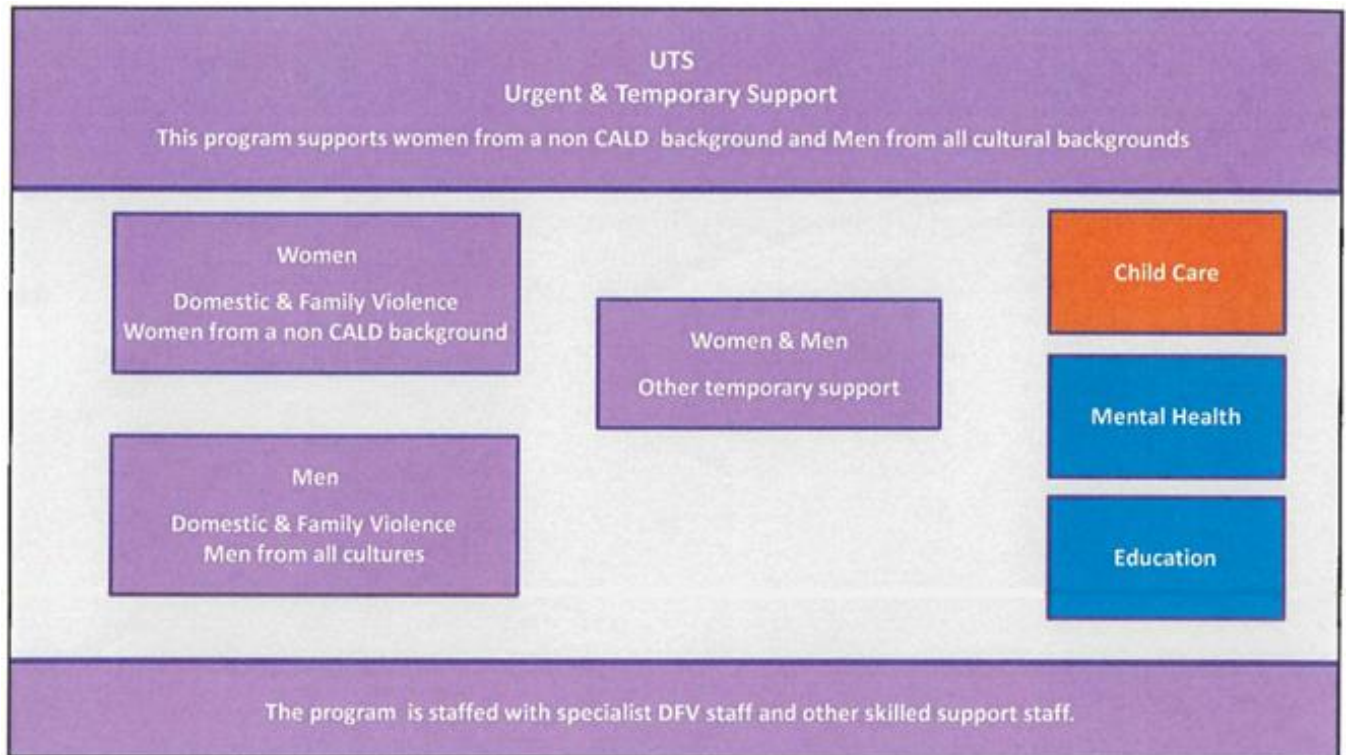 UTS
Urgent & Temporary Support
This program supports women from a non CALD background and Men from all cultural backgrounds
Women
Domestic & Family Violence
Women from a non CALD background
Men
Domestic & Family Violence
Men from all cultures
Women & Men
Other temporary support
Child Care
Mental Health
Education
The program is staffed with specialist DFV staff and other skilled support staff.